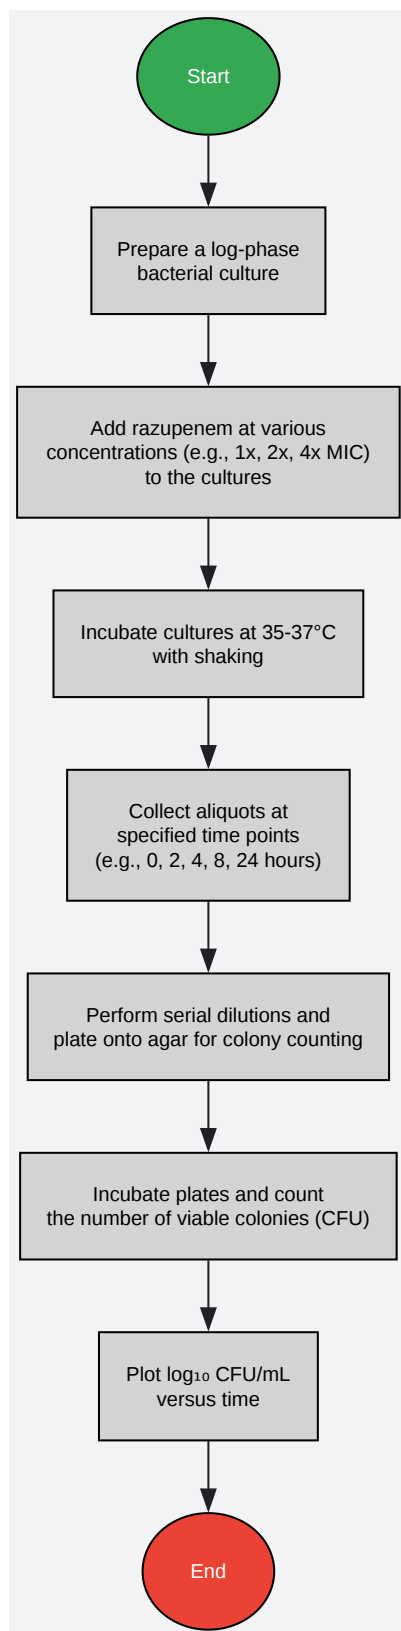 Start
Prepare a log-phase
bacterial culture
Add razupenem at various
concentrations (e.g., 1x, 2x, 4x MIC)
to the cultures
Incubate cultures at 35-37°C
with shaking
Collect aliquots at
specified time points
(e.g., 0, 2, 4, 8, 24 hours)
Perform serial dilutions and
plate onto agar for colony counting
Incubate plates and count
the number of viable colonies (CFU)
Plot log₁₀ CFU/mL
versus time
End